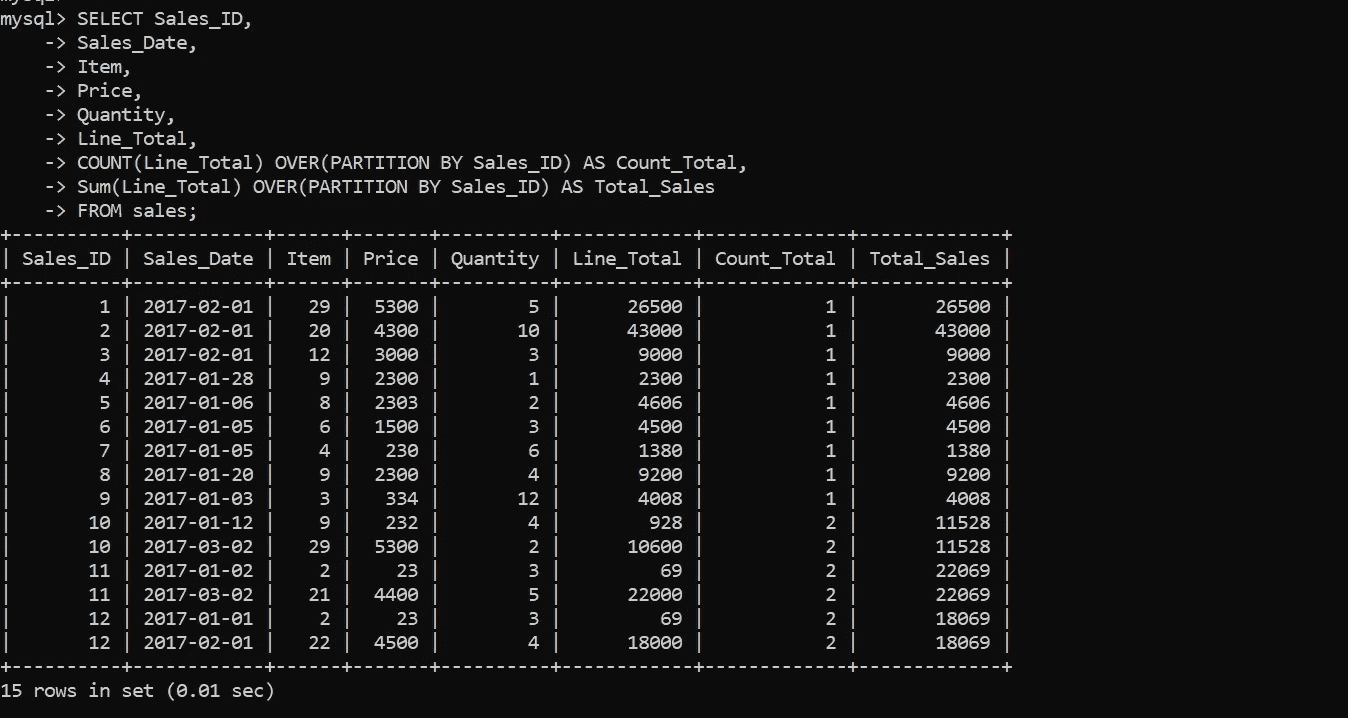 mysql> SELECT Sales_ID,
    -> Sales_Date,
    -> Item,
    -> Price,
    -> Quantity,
    -> Line_Total,
    -> COUNT(Line_Total) OVER(PARTITION BY Sales_ID) AS Count_Total,
    -> Sum(Line_Total) OVER(PARTITION BY Sales_ID) AS Total_Sales
    -> FROM sales;
+----------+------------+------+-------+----------+------------+-------------+-------------+
| Sales_ID | Sales_Date | Item | Price | Quantity | Line_Total | Count_Total | Total_Sales |
+----------+------------+------+-------+----------+------------+-------------+-------------+
|        1 | 2017-02-01 |   29 |  5300 |        5 |      26500 |           1 |       26500 |
|        2 | 2017-02-01 |   20 |  4300 |       10 |      43000 |           1 |       43000 |
|        3 | 2017-02-01 |   12 |  3000 |        3 |       9000 |           1 |        9000 |
|        4 | 2017-01-28 |    9 |  2300 |        1 |       2300 |           1 |        2300 |
|        5 | 2017-01-06 |    8 |  2303 |        2 |       4606 |           1 |        4606 |
|        6 | 2017-01-05 |    6 |  1500 |        3 |       4500 |           1 |        4500 |
|        7 | 2017-01-05 |    4 |   230 |        6 |       1380 |           1 |        1380 |
|        8 | 2017-01-20 |    9 |  2300 |        4 |       9200 |           1 |        9200 |
|        9 | 2017-01-03 |    3 |   334 |       12 |       4008 |           1 |        4008 |
|       10 | 2017-01-12 |    9 |   232 |        4 |        928 |           2 |       11528 |
|       10 | 2017-03-02 |   29 |  5300 |        2 |      10600 |           2 |       11528 |
|       11 | 2017-01-02 |    2 |    23 |        3 |         69 |           2 |       22069 |
|       11 | 2017-03-02 |   21 |  4400 |        5 |      22000 |           2 |       22069 |
|       12 | 2017-01-01 |    2 |    23 |        3 |         69 |           2 |       18069 |
|       12 | 2017-02-01 |   22 |  4500 |        4 |      18000 |           2 |       18069 |
+----------+------------+------+-------+----------+------------+-------------+-------------+
15 rows in set (0.01 sec)